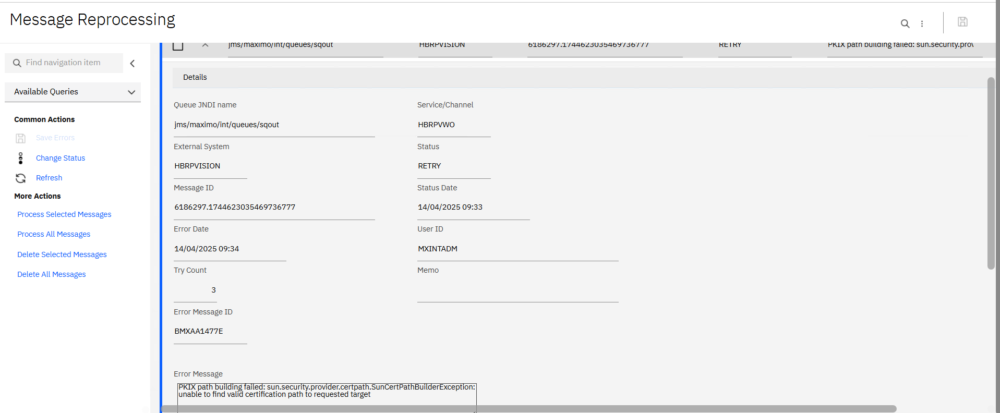 Message Reprocessing
jms/maximo/int/queues/sqout HBRPVISION 6186297.1744623035469736777 RETRY PKIX path building failed: sun.security.prov
Find navigation item
Available Queries
Common Actions
Save Errors
Change Status
Refresh
More Actions
Process Selected Messages
Process All Messages
Delete Selected Messages
Delete All Messages
Details
Queue JNDI name Service/Channel
jms/maximo/int/queues/sqout HBRPVWO
External System Status
HBRPVISION RETRY
Message ID Status Date
6186297.1744623035469736777 14/04/2025 09:33
Error Date User ID
14/04/2025 09:34 MXINTADM
Try Count Memo
3
Error Message ID
BMXAA1477E
Error Message
PKIX path building failed: sun.security.provider.certpath.SunCertPathBuilderException:
unable to find valid certification path to requested target